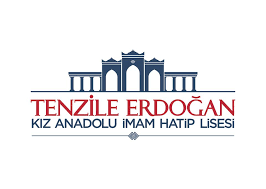 TENZİLE ERDOĞAN
KIZ ANADOLU İMAM HATİP LİSESİ